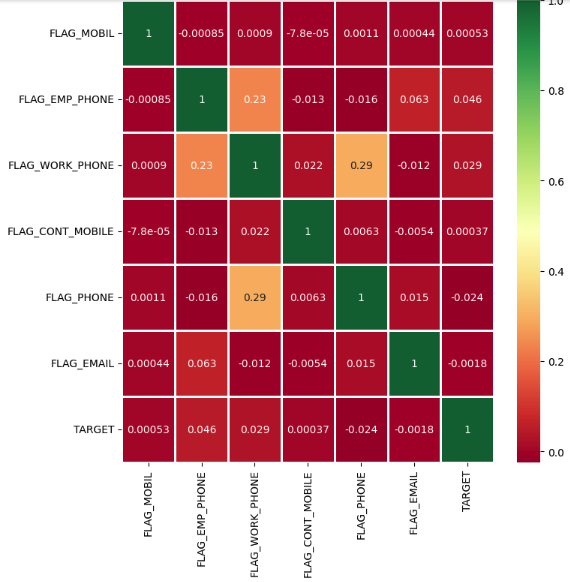 FLAG_MOBIL 1 -0.00085 0.0009 -7.8e-05 0.0011 0.00044 0.00053
FLAG_EMP_PHONE -0.00085 1 0.23 -0.013 -0.016 0.063 0.046
FLAG_WORK_PHONE 0.0009 0.23 1 0.022 0.29 -0.012 0.029
FLAG_CONT_MOBILE -7.8e-05 -0.013 0.022 1 0.0063 -0.0054 0.00037
FLAG_PHONE 0.0011 -0.016 0.29 0.0063 1 0.015 -0.024
FLAG_EMAIL 0.00044 0.063 -0.012 -0.0054 0.015 1 -0.0018
TARGET 0.00053 0.046 0.029 0.00037 -0.024 -0.0018 1
FLAG_MOBIL
FLAG_EMP_PHONE
FLAG_WORK_PHONE
FLAG_CONT_MOBILE
FLAG_PHONE
FLAG_EMAIL
TARGET
1.0
0.8
0.6
0.4
0.2
0.0